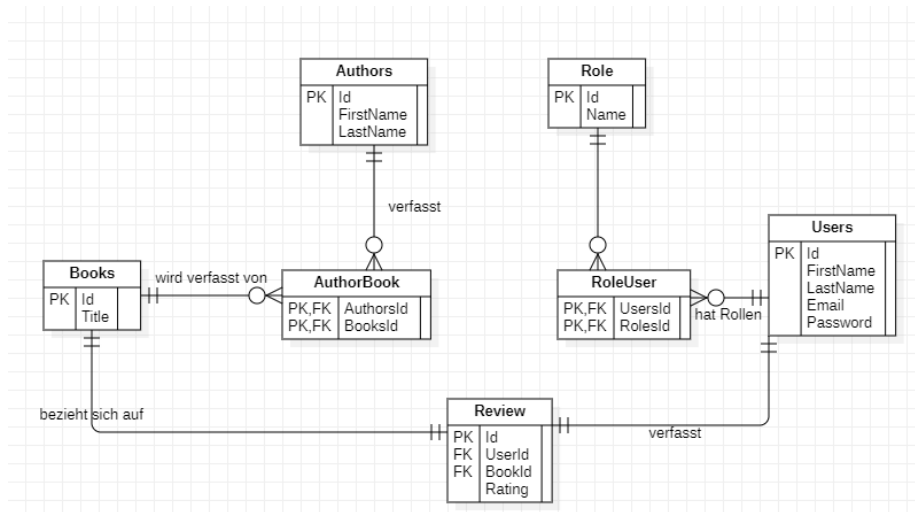 Authors
PK Id
FirstName
LastName
Role
PK Id
Name
verfasst
Users
PK Id
FirstName
LastName
Email
Password
Books
PK Id
Title
wird verfasst von
AuthorBook
PK,FK AuthorsId
PK,FK BooksId
RoleUser
PK,FK UsersId
PK,FK RolesId
hat Rollen
bezieht sich auf
Review
PK Id
FK UserId
FK BookId
Rating
verfasst